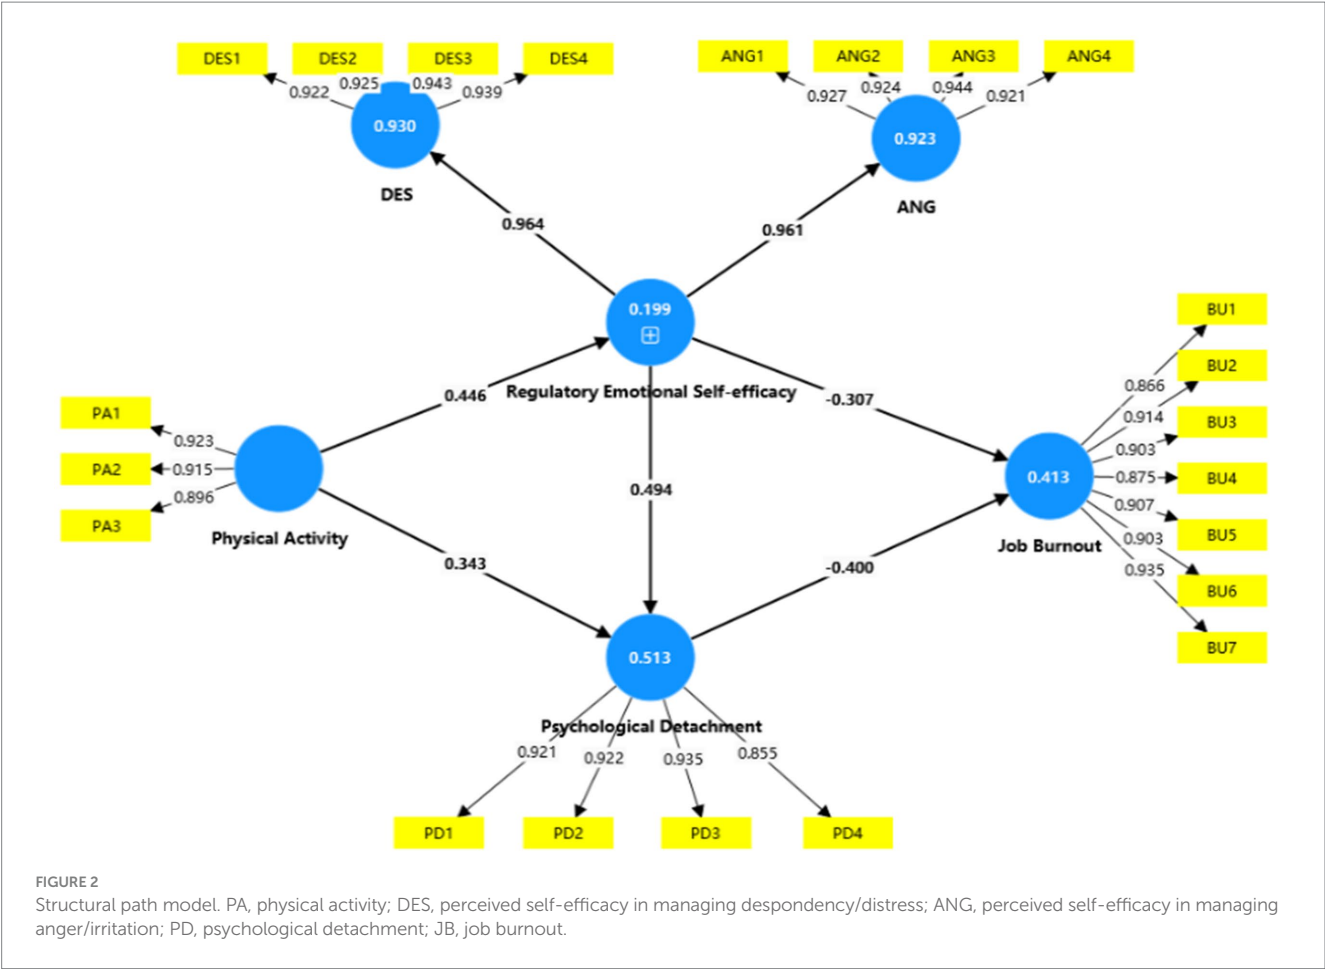 DES1 DES2 DES3 DES4 ANG1 ANG2 ANG3 ANG4
0.922 0.925 0.943 0.939 0.927 0.924 0.944 0.921
0.930 0.923
DES ANG
0.964 0.961
0.199
Regulatory Emotional Self-efficacy
0.446 -0.307
BU1
BU2
BU3
BU4
BU5
BU6
BU7
0.866
0.914
0.903
0.875
0.907
0.903
0.935
PA1
PA2
PA3
0.923
0.915
0.896
0.413
Physical Activity
Job Burnout
0.494
0.343 -0.400
0.513
Psychological Detachment
0.921 0.922 0.935 0.855
PD1 PD2 PD3 PD4
FIGURE 2
Structural path model. PA, physical activity; DES, perceived self-efficacy in managing despondency/distress; ANG, perceived self-efficacy in managing
anger/irritation; PD, psychological detachment; JB, job burnout.